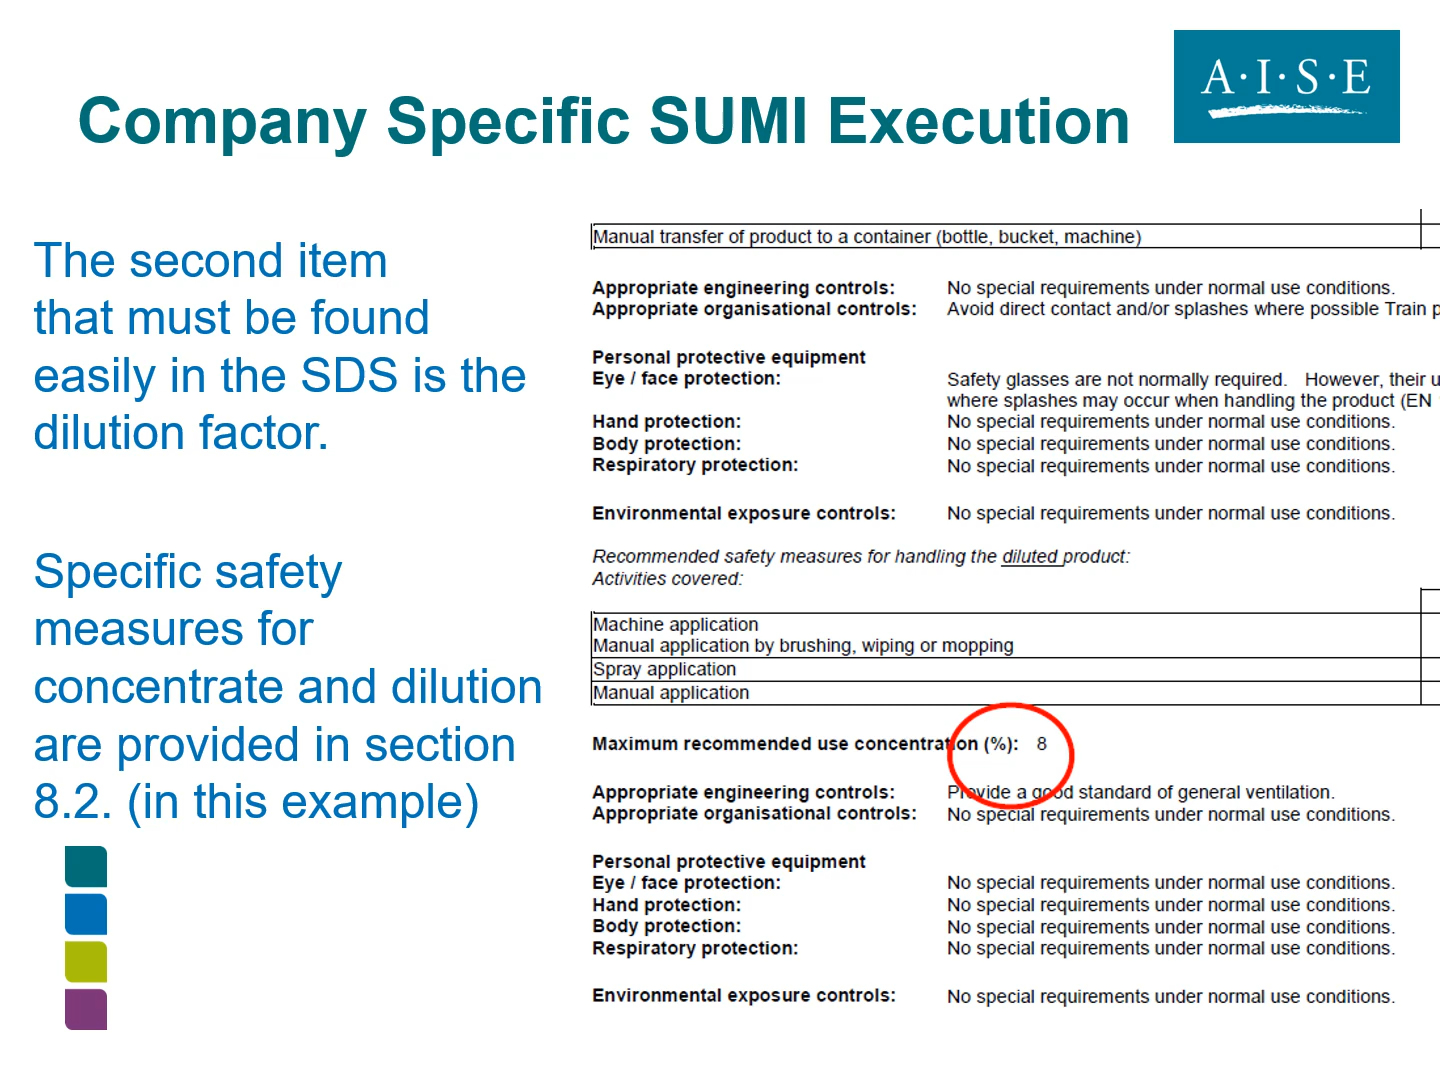 A·I·S·E
Company Specific SUMI Execution
The second item
that must be found
easily in the SDS is the
dilution factor.
Specific safety
measures for
concentrate and dilution
are provided in section
8.2. (in this example)
Manual transfer of product to a container (bottle, bucket, machine)
Appropriate engineering controls: No special requirements under normal use conditions.
Appropriate organisational controls: Avoid direct contact and/or splashes where possible Train
Personal protective equipment
Eye / face protection: Safety glasses are not normally required. However, their
where splashes may occur when handling the product (EN
Hand protection: No special requirements under normal use conditions.
Body protection: No special requirements under normal use conditions.
Respiratory protection: No special requirements under normal use conditions.
Environmental exposure controls: No special requirements under normal use conditions.
Recommended safety measures for handling the diluted product:
Activities covered:
Machine application
Manual application by brushing, wiping or mopping
Spray application
Manual application
Maximum recommended use concentration (%): 8
Appropriate engineering controls: Provide a good standard of general ventilation.
Appropriate organisational controls: No special requirements under normal use conditions.
Personal protective equipment
Eye / face protection: No special requirements under normal use conditions.
Hand protection: No special requirements under normal use conditions.
Body protection: No special requirements under normal use conditions.
Respiratory protection: No special requirements under normal use conditions.
Environmental exposure controls: No special requirements under normal use conditions.